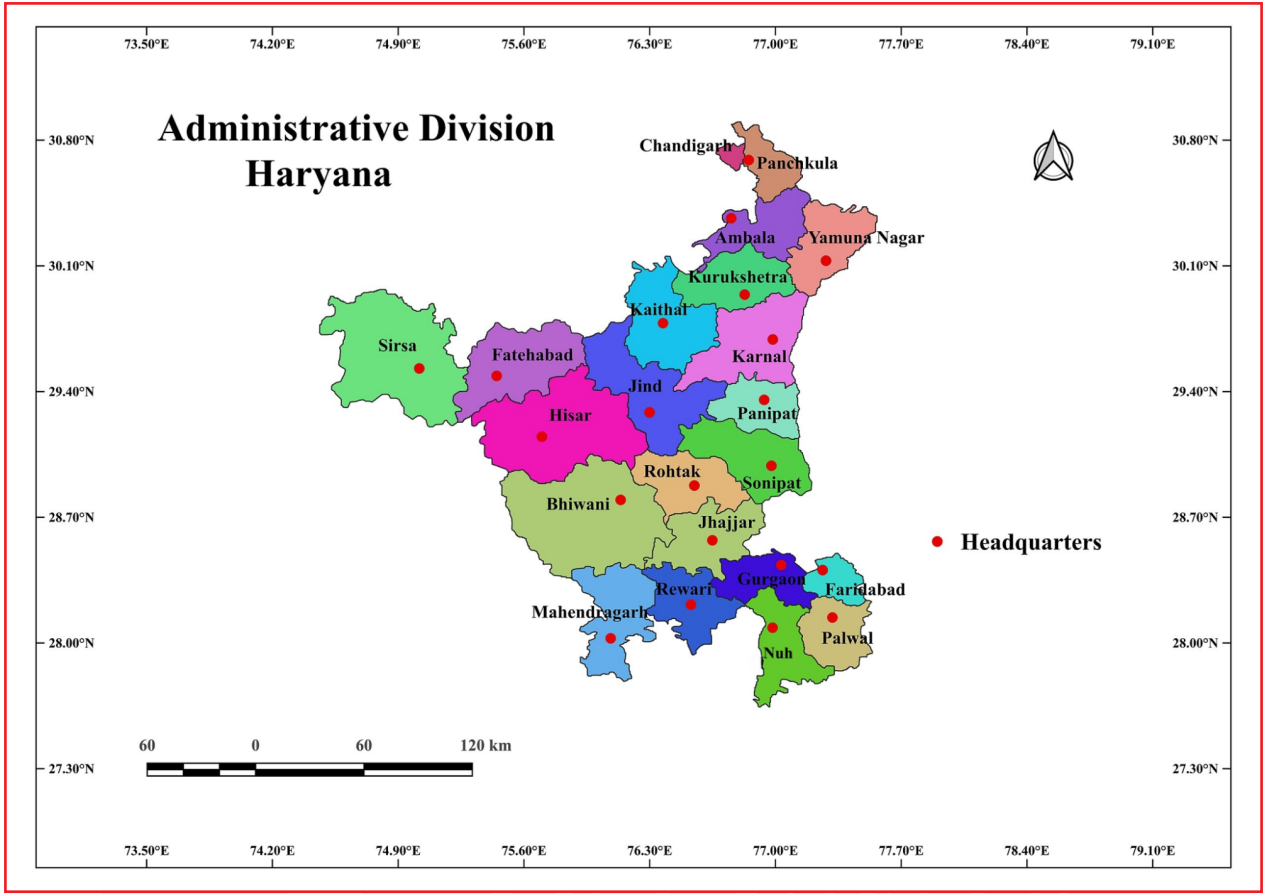 73.50°E 74.20°E 74.90°E 75.60°E 76.30°E 77.00°E 77.70°E 78.40°E 79.10°E
Administrative Division
Haryana
30.80°N 30.80°N
Chandigarh
Panchkula
Ambala
Yamuna Nagar
30.10°N 30.10°N
Kurukshetra
Kaithal
Sirsa
Fatehabad
Karnal
Jind
29.40°N 29.40°N
Hisar
Panipat
Rohtak
Sonipat
Bhiwani
28.70°N 28.70°N
Jhajjar
Headquarters
Gurgaon
Rewari
Faridabad
Mahendragarh
Palwal
28.00°N 28.00°N
Nuh
60 0 60 120 km
27.30°N 27.30°N
73.50°E 74.20°E 74.90°E 75.60°E 76.30°E 77.00°E 77.70°E 78.40°E 79.10°E